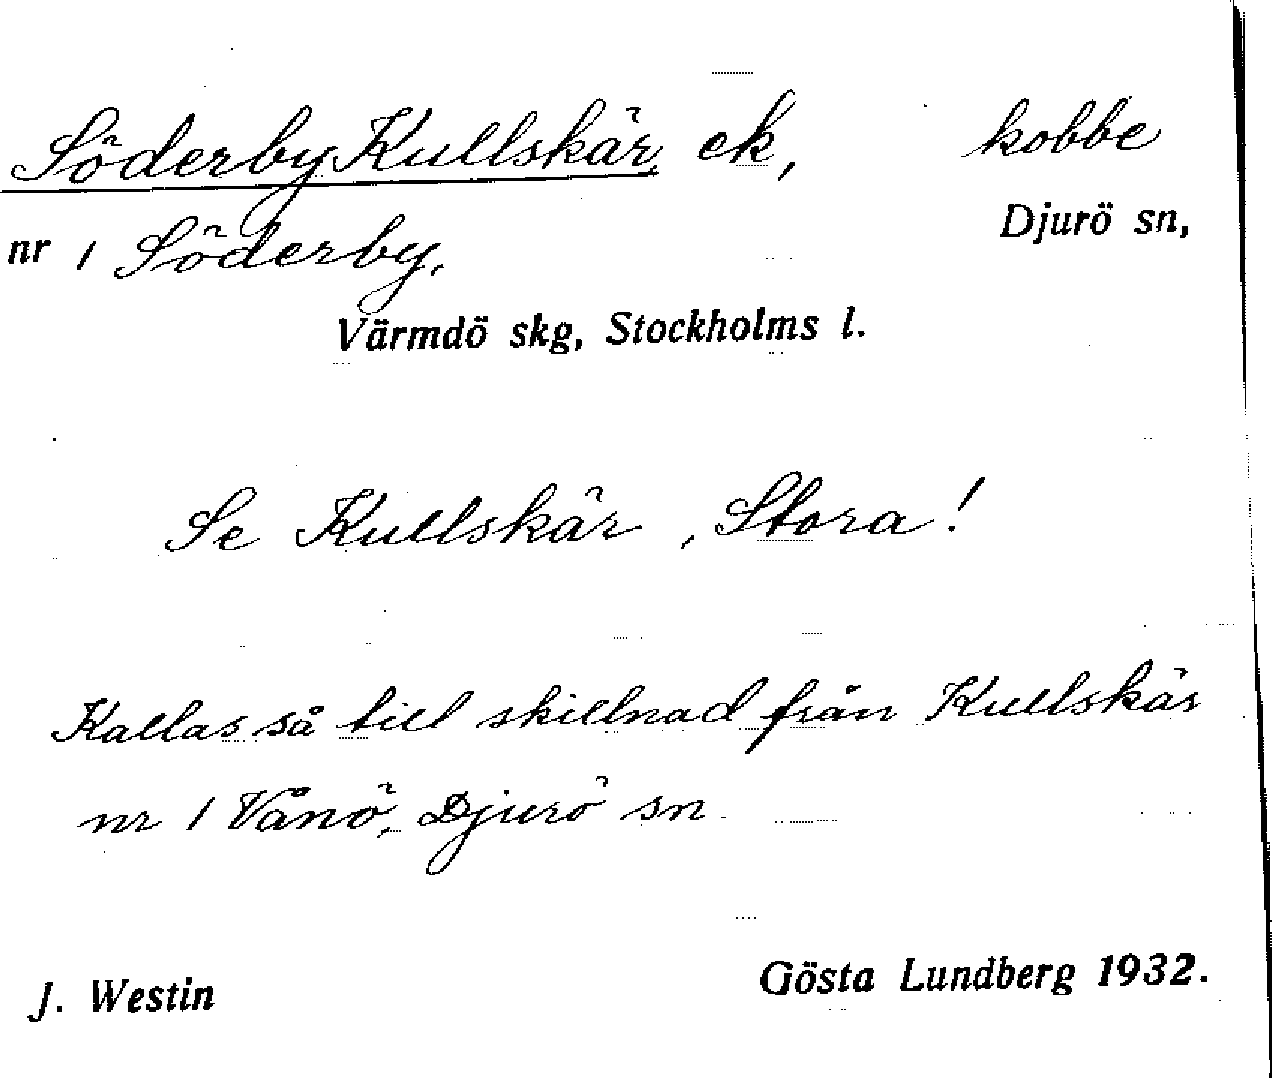 Söderby Kullskär, ek, kobbe
nr 1 Söderby, Djurö sn,
Värmdö skg, Stockholms l.
Se Kullskär, Stora!
Kallas så till skillnad från Kullskär
nr 1 Vånö, Djurö sn
J. Westin Gösta Lundberg 1932.